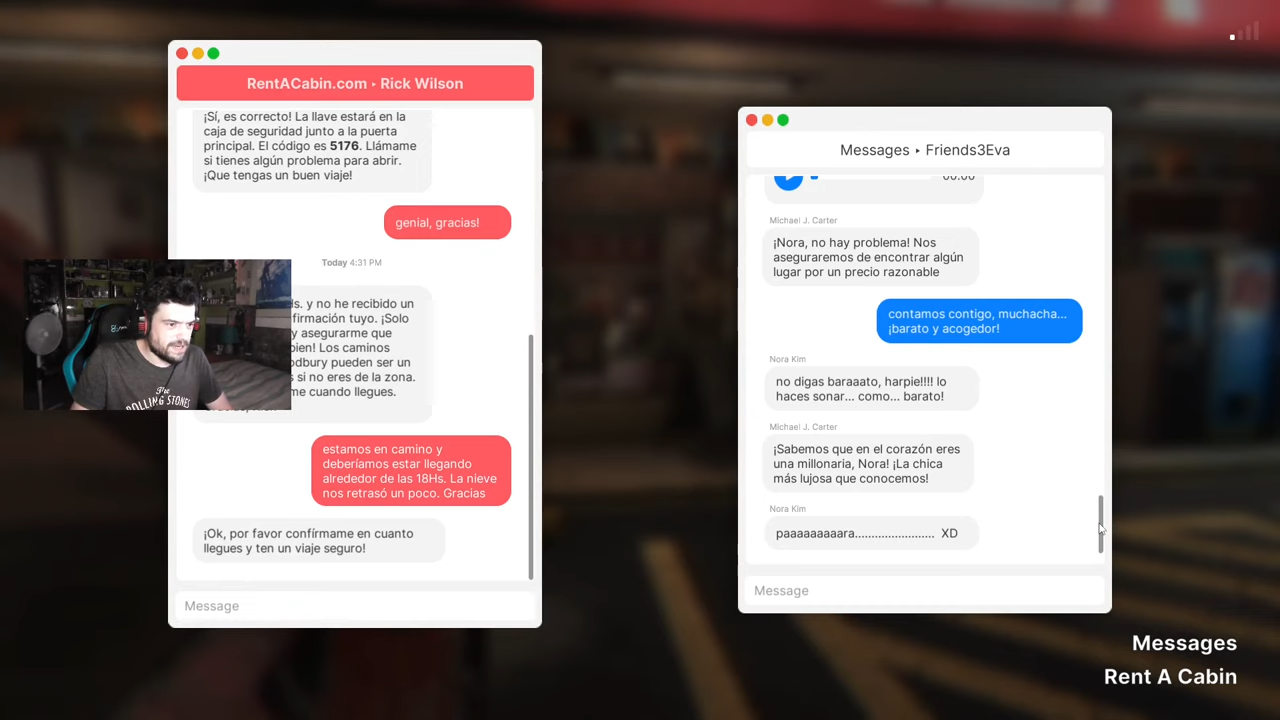 RentACabin.com ▸ Rick Wilson
¡Sí, es correcto! La llave estará en la
caja de seguridad junto a la puerta
principal. El código es 5176. Llámame
si tienes algún problema para abrir.
¡Que tengas un buen viaje!
genial, gracias!
Today 4:31 PM
ds. y no he recibido un
firmación tuyo. ¡Solo
y asegurarme que
bien! Los caminos
odbury pueden ser un
s si no eres de la zona.
me cuando llegues.
estamos en camino y
deberíamos estar llegando
alrededor de las 18Hs. La nieve
nos retrasó un poco. Gracias
¡Ok, por favor confírmame en cuanto
llegues y ten un viaje seguro!
Message
The
ROLLING STONES
Messages ▸ Friends3Eva
00:00
Michael J. Carter
¡Nora, no hay problema! Nos
aseguraremos de encontrar algún
lugar por un precio razonable
contamos contigo, muchacha...
¡barato y acogedor!
Nora Kim
no digas baraaato, harpie!!!! lo
haces sonar... como... barato!
Michael J. Carter
¡Sabemos que en el corazón eres
una millonaria, Nora! ¡La chica
más lujosa que conocemos!
Nora Kim
paaaaaaaaara........................ XD
Message
Messages
Rent A Cabin